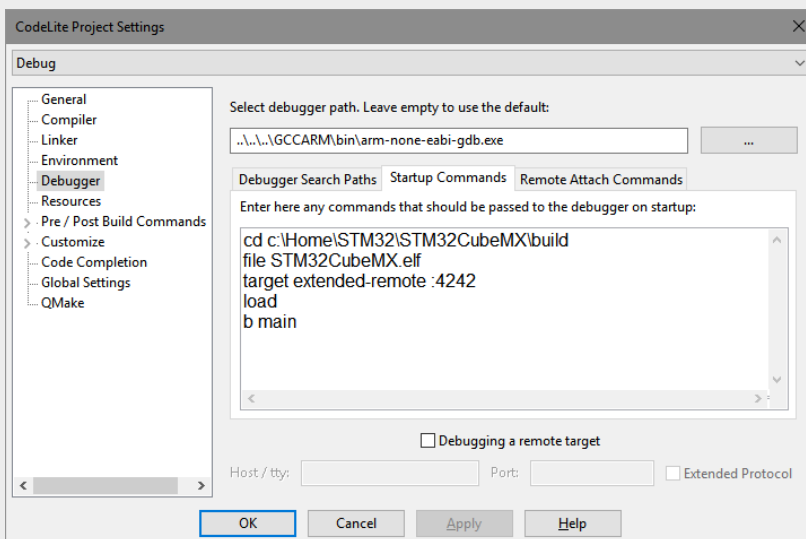 CodeLite Project Settings
Debug
General
Compiler
Linker
Environment
Debugger
Resources
Pre / Post Build Commands
Customize
Code Completion
Global Settings
QMake
Select debugger path. Leave empty to use the default:
..\..\..\GCCARM\bin\arm-none-eabi-gdb.exe
...
Debugger Search Paths
Startup Commands
Remote Attach Commands
Enter here any commands that should be passed to the debugger on startup:
cd c:\Home\STM32\STM32CubeMX\build
file STM32CubeMX.elf
target extended-remote :4242
load
b main
Debugging a remote target
Host / tty:
Port:
Extended Protocol
OK
Cancel
Apply
Help